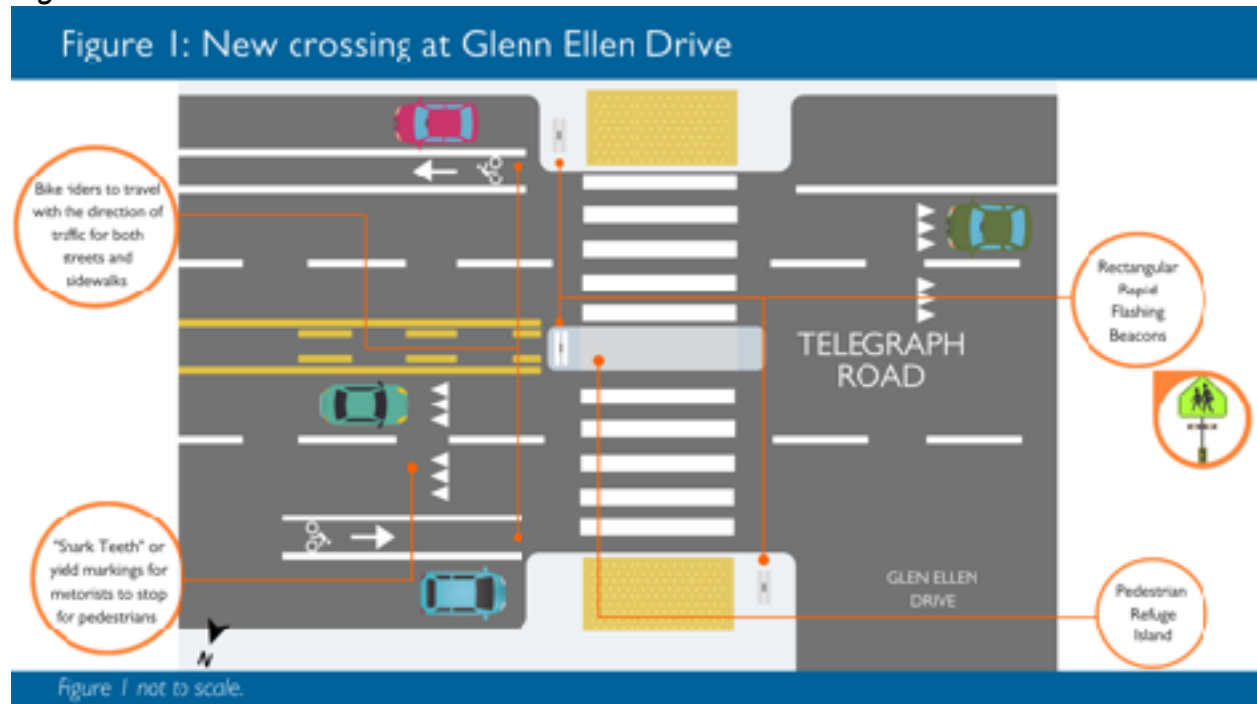 Figure 1: New crossing at Glenn Ellen Drive
Bike riders to travel
with the direction of
traffic for both
streets and
sidewalks
Rectangular
Rapid
Flashing
Beacons
TELEGRAPH
ROAD
"Shark Teeth" or
yield markings for
motorists to stop
for pedestrians
GLEN ELLEN
DRIVE
Pedestrian
Refuge
Island
N
Figure 1 not to scale.